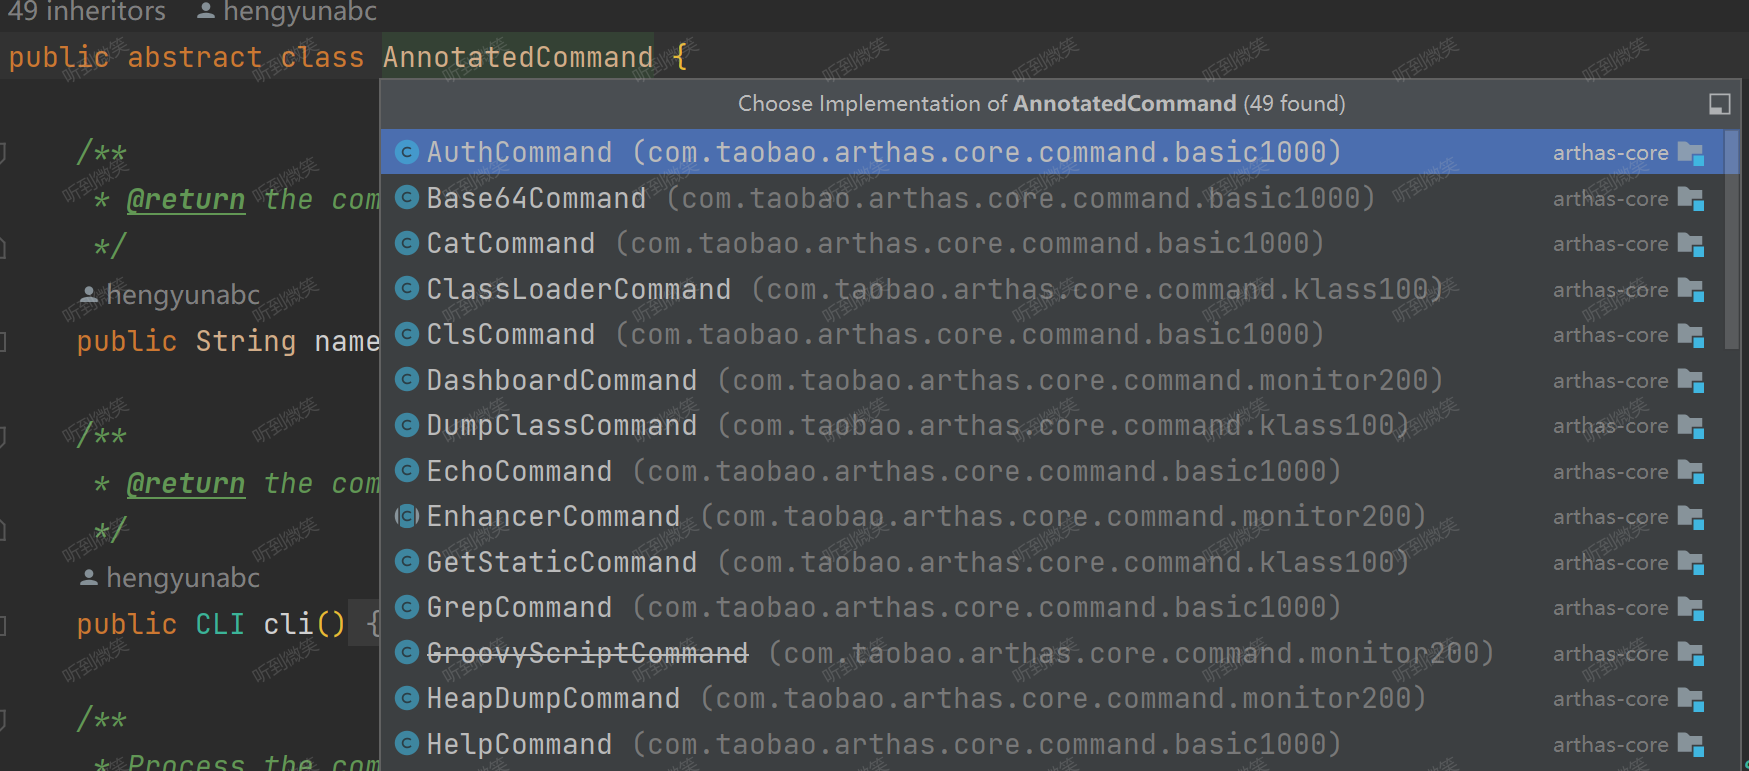 49 inheritors hengyunabc
public abstract class AnnotatedCommand {
Choose Implementation of AnnotatedCommand (49 found)
/**
AuthCommand (com.taobao.arthas.core.command.basic1000) arthas-core
* @return the com
Base64Command (com.taobao.arthas.core.command.basic1000) arthas-core
*/
CatCommand (com.taobao.arthas.core.command.basic1000) arthas-core
hengyunabc
ClassLoaderCommand (com.taobao.arthas.core.command.klass100) arthas-core
public String name
ClsCommand (com.taobao.arthas.core.command.basic1000) arthas-core
DashboardCommand (com.taobao.arthas.core.command.monitor200) arthas-core
/**
DumpClassCommand (com.taobao.arthas.core.command.klass100) arthas-core
* @return the com
EchoCommand (com.taobao.arthas.core.command.basic1000) arthas-core
*/
EnhancerCommand (com.taobao.arthas.core.command.monitor200) arthas-core
hengyunabc
GetStaticCommand (com.taobao.arthas.core.command.klass100) arthas-core
public CLI cli() {
GrepCommand (com.taobao.arthas.core.command.basic1000) arthas-core
GroovyScriptCommand (com.taobao.arthas.core.command.monitor200) arthas-core
/**
HeapDumpCommand (com.taobao.arthas.core.command.monitor200) arthas-core
* Process the com
HelpCommand (com.taobao.arthas.core.command.basic1000) arthas-core
听到微笑